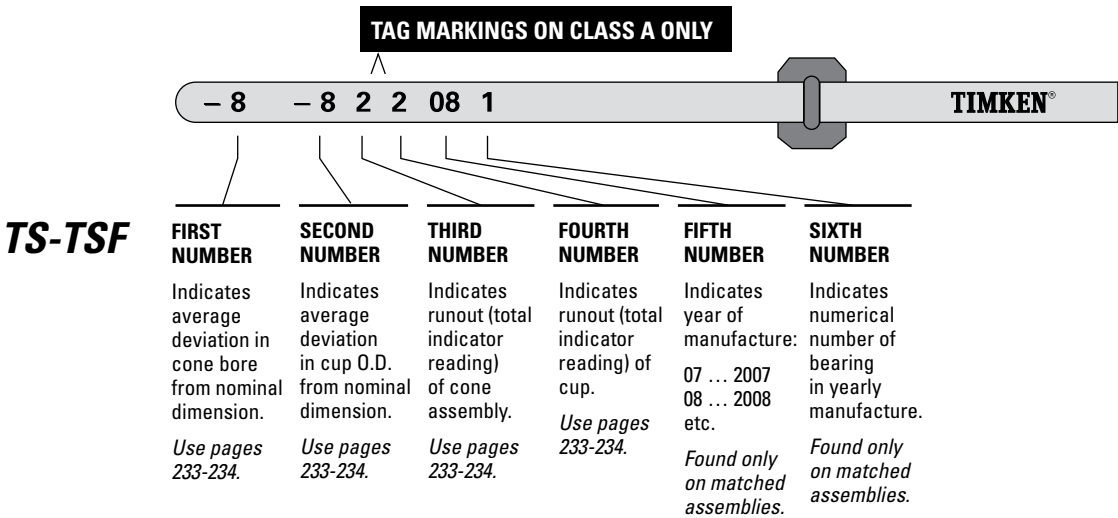 TAG MARKINGS ON CLASS A ONLY
– 8 – 8 2 2 08 1
TIMKEN®
TS-TSF
FIRST
NUMBER
Indicates
average
deviation in
cone bore
from nominal
dimension.
Use pages
233-234.
SECOND
NUMBER
Indicates
average
deviation
in cup O.D.
from nominal
dimension.
Use pages
233-234.
THIRD
NUMBER
Indicates
runout (total
indicator
reading)
of cone
assembly.
Use pages
233-234.
FOURTH
NUMBER
Indicates
runout (total
indicator
reading) of
cup.
Use pages
233-234.
FIFTH
NUMBER
Indicates
year of
manufacture:
07 … 2007
08 … 2008
etc.
Found only
on matched
assemblies.
SIXTH
NUMBER
Indicates
numerical
number of
bearing
in yearly
manufacture.
Found only
on matched
assemblies.